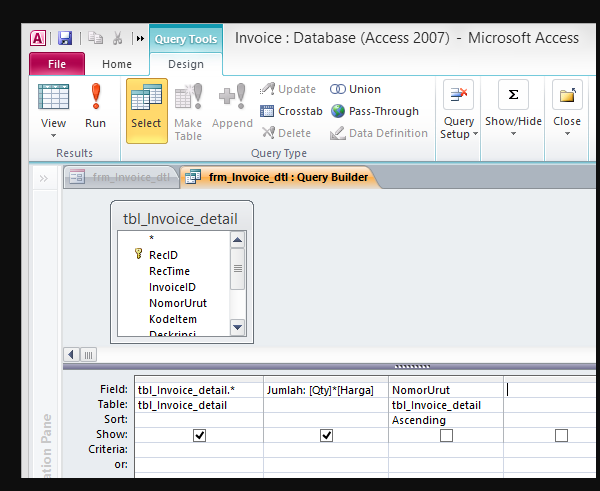 Query Tools
Invoice : Database (Access 2007) - Microsoft Access
File Home Design
View
Run
Results
Select
Make Table
Append
Update
Crosstab
Delete
Union
Pass-Through
Data Definition
Query Type
Query Setup
Show/Hide
Close
frm_Invoice_dtl
frm_Invoice_dtl : Query Builder
tbl_Invoice_detail
*
RecID
RecTime
InvoiceID
NomorUrut
KodeItem
Deskripsi
Field: tbl_Invoice_detail.* Jumlah: [Qty]*[Harga] NomorUrut
Table: tbl_Invoice_detail tbl_Invoice_detail
Sort: Ascending
Show:
Criteria:
or:
ation Pane